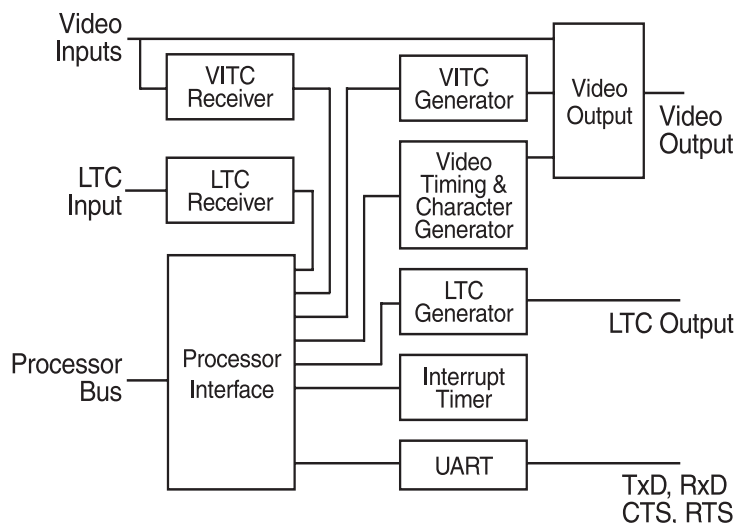 Video
Inputs
VITC
Receiver
VITC
Generator
Video
Output
Video
Output
LTC
Input
LTC
Receiver
Video
Timing &
Character
Generator
LTC
Generator
LTC Output
Processor
Bus
Processor
Interface
Interrupt
Timer
UART
TxD, RxD
CTS, RTS